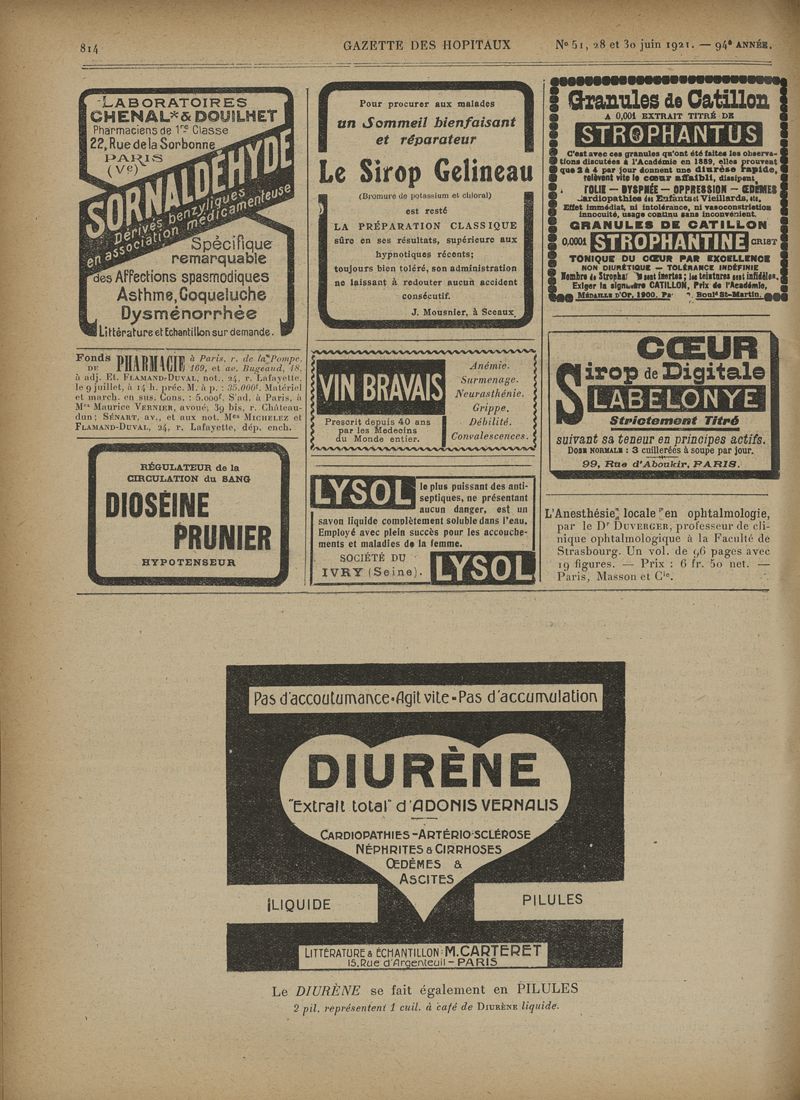 814
GAZETTE DES HOPITAUX
N° 51, 28 et 30 juin 1921. — 94e ANNÉE.
LABORATOIRES
CHENAL* & DOUILHET
Pharmaciens de 1re Classe
22, Rue de la Sorbonne
PARIS
(Ve)
SORNALDÉHYDE
Dérivés benzyliques
en association médicamenteuse
Spécifique
remarquable
des Affections spasmodiques
Asthme, Coqueluche
Dysménorrhée
Littérature et Echantillon sur demande.
Fonds DE PHARMACIE à Paris, r. de la Pompe,
169, et av. Bugeaud, 48,
à adj. Et. FLAMAND-DUVAL, not., 24, r. Lafayette,
le 9 juillet, à 14 h. préc. M. à p. : 35.000f. Matériel
et march. en sus. Cons. : 5.000f. S'ad. à Paris, à
Mes Maurice VERNIER, avoué, 39 bis, r. Château-
dun; SÉNART, av., et aux not. Mes MICHELEZ et
FLAMAND-DUVAL, 24, r. Lafayette, dép. ench.
RÉGULATEUR de la
CIRCULATION du SANG
DIOSÉINE
PRUNIER
HYPOTENSEUR
Pour procurer aux malades
un Sommeil bienfaisant
et réparateur
Le Sirop Gelineau
(Bromure de potassium et chloral)
est resté
LA PRÉPARATION CLASSIQUE
sûre en ses résultats, supérieure aux
hypnotiques récents;
toujours bien toléré, son administration
ne laissant à redouter aucun accident
consécutif.
J. Mousnier, à Sceaux.
VIN BRAVAIS
Prescrit depuis 40 ans
par les Médecins
du Monde entier.
Anémie.
Surmenage.
Neurasthénie.
Grippe.
Débilité.
Convalescences.
LYSOL le plus puissant des anti-
septiques, ne présentant
aucun danger, est un
savon liquide complètement soluble dans l'eau.
Employé avec plein succès pour les accouche-
ments et maladies de la femme.
SOCIÉTÉ DU
IVRY (Seine). LYSOL
Granules de Catillon
A 0,001 EXTRAIT TITRÉ DE
STROPHANTUS
C'est avec ces granules qu'ont été faites les observa-
tions discutées à l'Académie en 1889, elles prouvent
que 2 à 4 par jour donnent une diurèse rapide,
relèvent vite le cœur affaibli, dissipent
TOLIE — DYSPNÉE — OPPRESSION — ŒDÈMES
Cardiopathies des Enfants et Vieillards, etc.
Effet immédiat, ni intolérance, ni vasoconstriction
innocuité, usage continu sans inconvénient.
GRANULES DE CATILLON
0.0001 STROPHANTINE CRIST
TONIQUE DU CŒUR PAR EXCELLENCE
NON DIURÉTIQUE — TOLÉRANCE INDÉFINIE
Nombre de Stropha sont inertes; les teintures sont infidèles.
Exiger la signature CATILLON, Prix de l'Académie,
MÉDAILLE D'OR, 1900. Boulᵈ St-Martin.
CŒUR
Sirop de Digitale
LABELONYE
Strictement Titré
suivant sa teneur en principes actifs.
DOSE NORMALE : 3 cuillerées à soupe par jour.
99, Rue d'Aboukir, PARIS.
L'Anesthésie locale en ophtalmologie,
par le Dr DUVERGER, professeur de cli-
nique ophtalmologique à la Faculté de
Strasbourg. Un vol. de 96 pages avec
19 figures. — Prix : 6 fr. 50 net. —
Paris, Masson et Cie.
Pas d'accoutumance - Agit vite - Pas d'accumulation
DIURÈNE
"Extrait total" d'ADONIS VERNALIS
CARDIOPATHIES - ARTÉRIO-SCLÉROSE
NÉPHRITES & CIRRHOSES
ŒDÈMES &
ASCITES
LIQUIDE
PILULES
LITTÉRATURE & ÉCHANTILLON : M. CARTERET
15, Rue d'Argenteuil - PARIS
Le DIURÈNE se fait également en PILULES
2 pil. représentent 1 cuil. à café de DIURÈNE liquide.